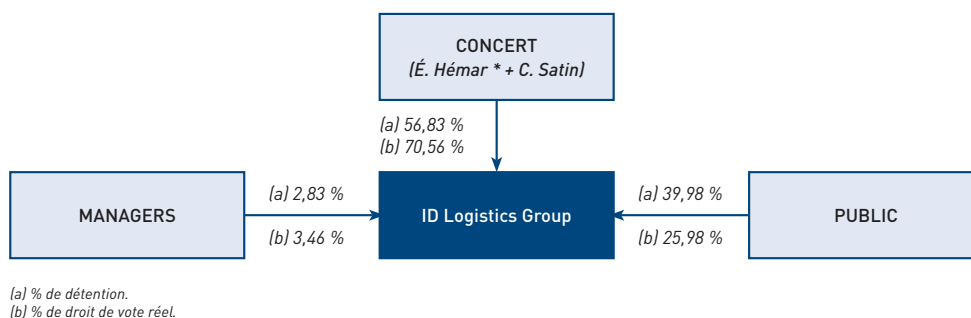 CONCERT
(É. Hémar * + C. Satin)
(a) 56,83 %
(b) 70,56 %
MANAGERS
(a) 2,83 %
(b) 3,46 %
ID Logistics Group
(a) 39,98 %
(b) 25,98 %
PUBLIC
(a) % de détention.
(b) % de droit de vote réel.